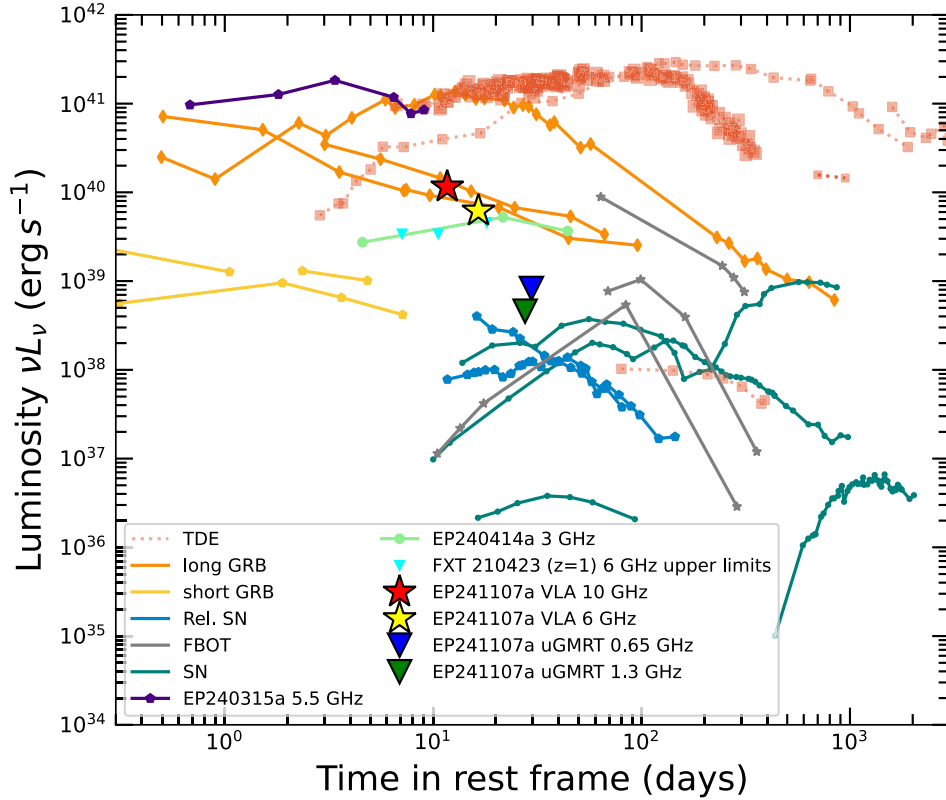 10^42
10^41
10^40
10^39
10^38
10^37
10^36
10^35
10^34
Luminosity νL_ν (erg s^−1)
TDE
long GRB
short GRB
Rel. SN
FBOT
SN
EP240315a 5.5 GHz
EP240414a 3 GHz
FXT 210423 (z=1) 6 GHz upper limits
EP241107a VLA 10 GHz
EP241107a VLA 6 GHz
EP241107a uGMRT 0.65 GHz
EP241107a uGMRT 1.3 GHz
10^0 10^1 10^2 10^3
Time in rest frame (days)